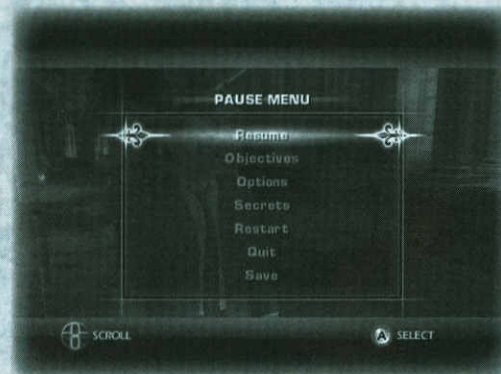 PAUSE MENU
Resume
Objectives
Options
Secrets
Restart
Quit
Save
SCROLL
A SELECT